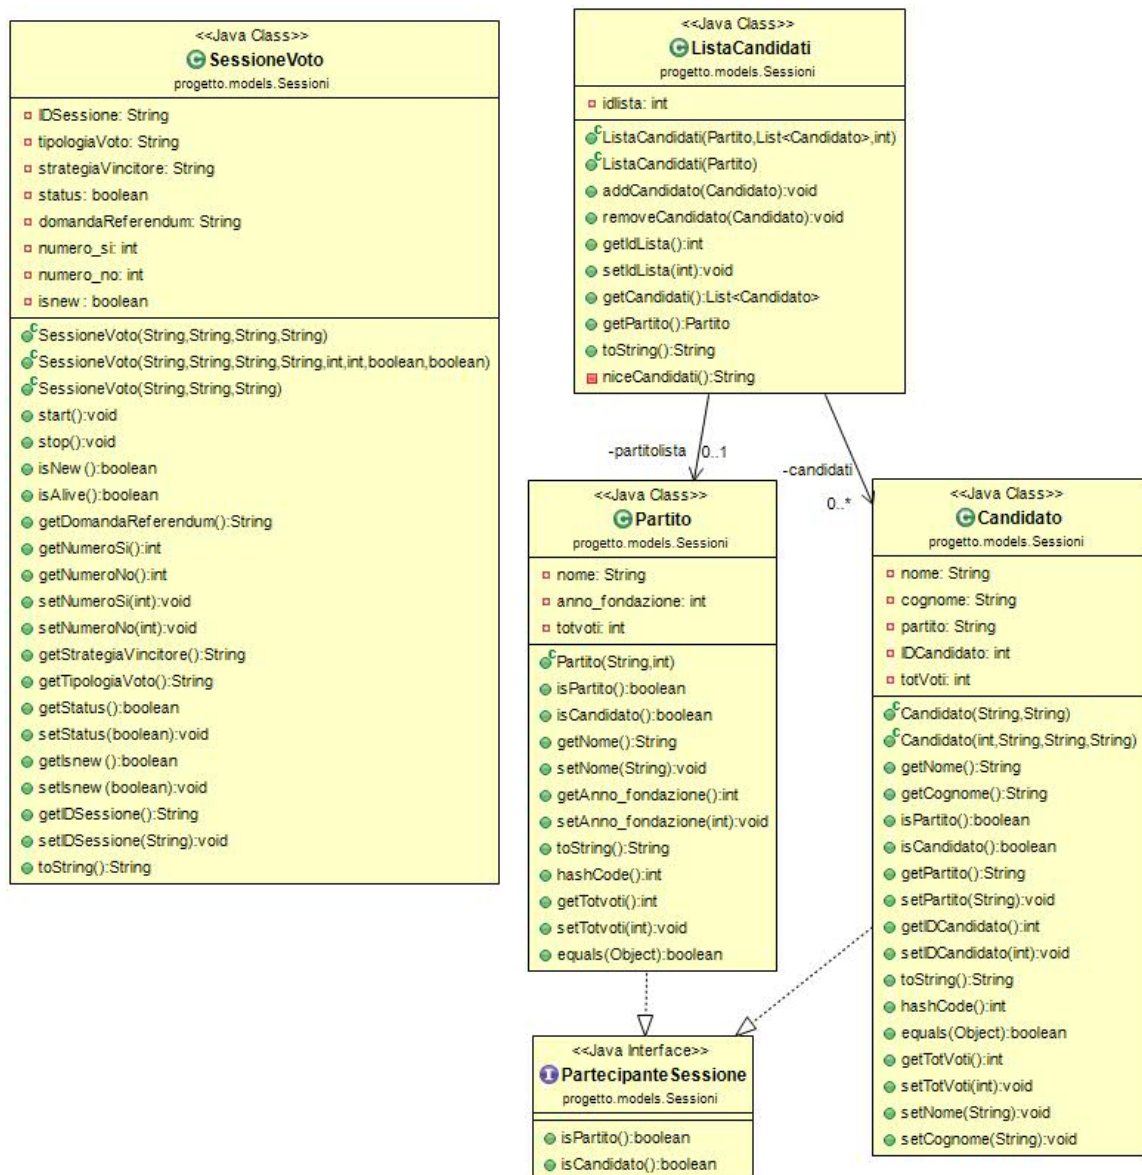 <<Java Class>>
SessioneVoto
progetto.models.Sessioni
IDSessione: String
tipologiaVoto: String
strategiaVincitore: String
status: boolean
domandaReferendum: String
numero_si: int
numero_no: int
isnew: boolean
SessioneVoto(String,String,String,String)
SessioneVoto(String,String,String,String,int,int,boolean,boolean)
SessioneVoto(String,String,String)
start():void
stop():void
isNew():boolean
isAlive():boolean
getDomandaReferendum():String
getNumeroSi():int
getNumeroNo():int
setNumeroSi(int):void
setNumeroNo(int):void
getStrategiaVincitore():String
getTipologiaVoto():String
getStatus():boolean
setStatus(boolean):void
getIsnew():boolean
setIsnew(boolean):void
getIDSessione():String
setIDSessione(String):void
toString():String
<<Java Class>>
ListaCandidati
progetto.models.Sessioni
idlista: int
ListaCandidati(Partito,List<Candidato>,int)
ListaCandidati(Partito)
addCandidato(Candidato):void
removeCandidato(Candidato):void
getIdLista():int
setIdLista(int):void
getCandidati():List<Candidato>
getPartito():Partito
toString():String
niceCandidati():String
-partitolista 0..1
-candidati
0..*
<<Java Class>>
Partito
progetto.models.Sessioni
nome: String
anno_fondazione: int
totvoti: int
Partito(String,int)
isPartito():boolean
isCandidato():boolean
getNome():String
setNome(String):void
getAnno_fondazione():int
setAnno_fondazione(int):void
toString():String
hashCode():int
getTotvoti():int
setTotvoti(int):void
equals(Object):boolean
<<Java Class>>
Candidato
progetto.models.Sessioni
nome: String
cognome: String
partito: String
IDCandidato: int
totVoti: int
Candidato(String,String)
Candidato(int,String,String,String)
getNome():String
getCognome():String
isPartito():boolean
isCandidato():boolean
getPartito():String
setPartito(String):void
getIDCandidato():int
setIDCandidato(int):void
toString():String
hashCode():int
equals(Object):boolean
getTotVoti():int
setTotVoti(int):void
setNome(String):void
setCognome(String):void
<<Java Interface>>
PartecipanteSessione
progetto.models.Sessioni
isPartito():boolean
isCandidato():boolean